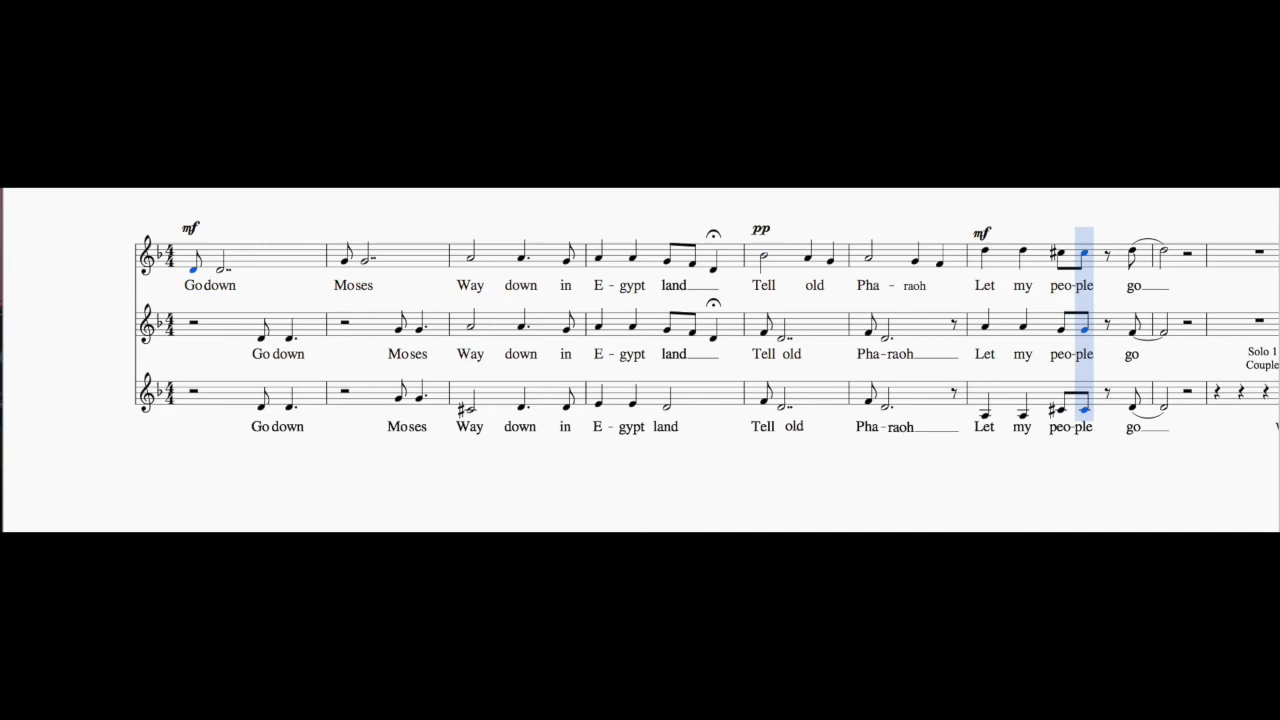 mf pp mf
Go down Moses Way down in E - gypt land Tell old Pha - raoh Let my peo-ple go
Go down Moses Way down in E - gypt land Tell old Pha-raoh Let my peo-ple go
Solo 1
Couple
Go down Moses Way down in E - gypt land Tell old Pha-raoh Let my peo-ple go